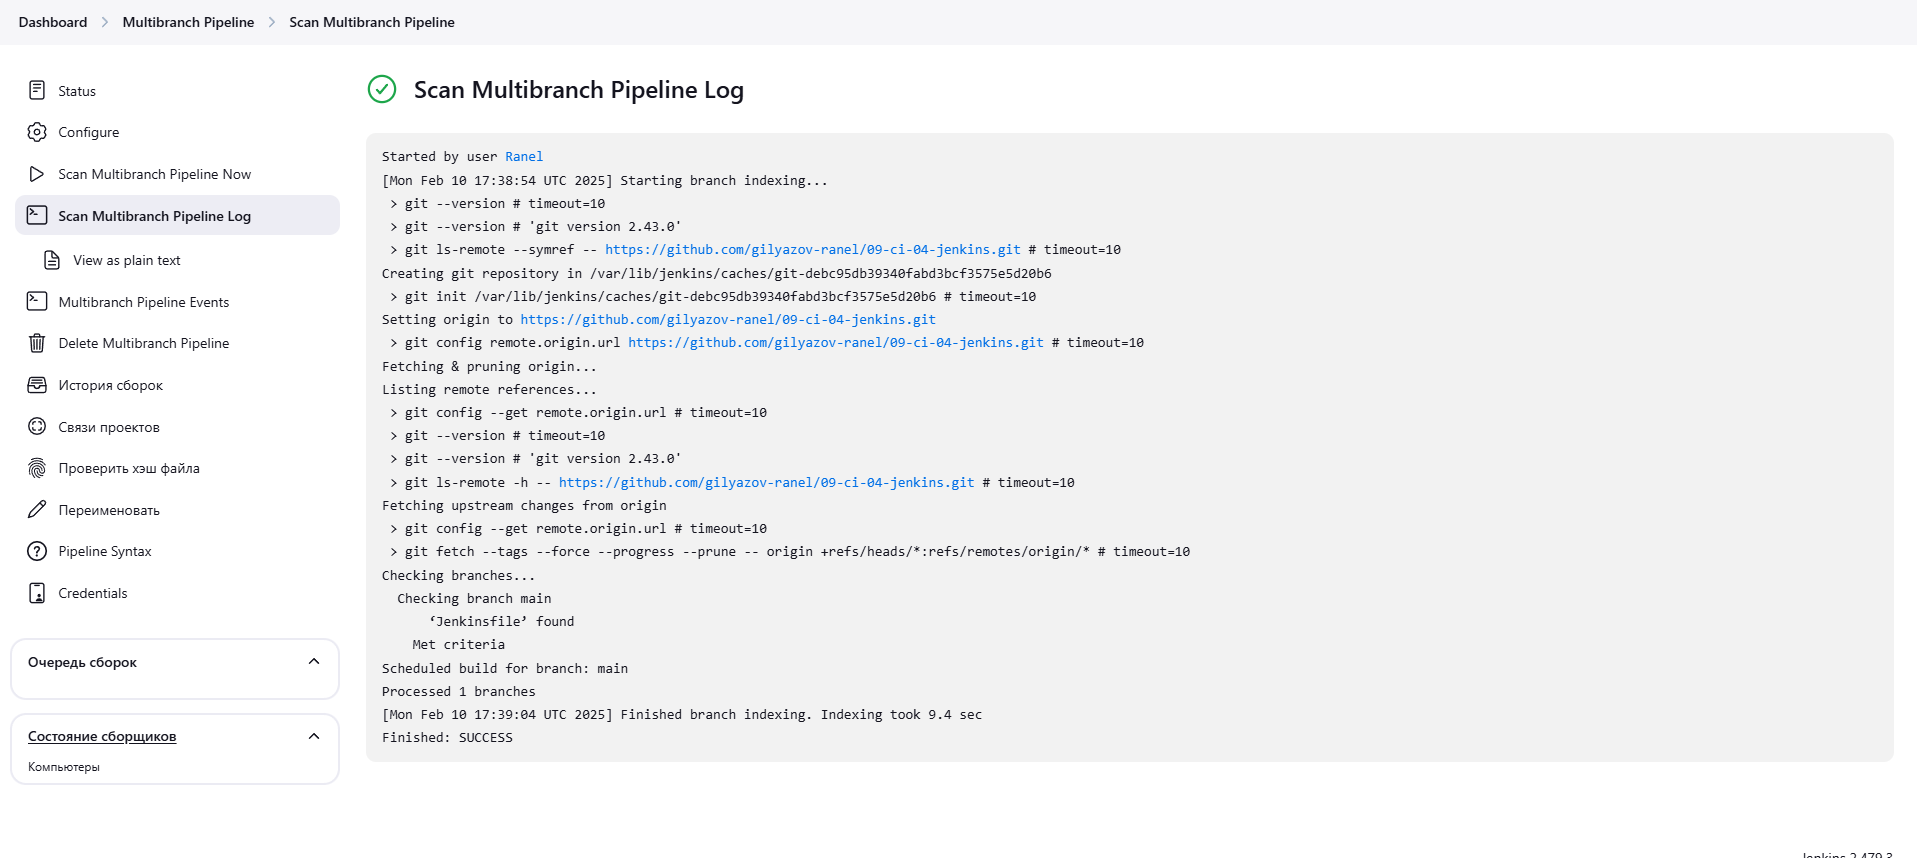 Dashboard > Multibranch Pipeline > Scan Multibranch Pipeline
Status
Configure
Scan Multibranch Pipeline Now
Scan Multibranch Pipeline Log
View as plain text
Multibranch Pipeline Events
Delete Multibranch Pipeline
История сборок
Связи проектов
Проверить хэш файла
Переименовать
Pipeline Syntax
Credentials
Очередь сборок
Состояние сборщиков
Компьютеры
Scan Multibranch Pipeline Log
Started by user Ranel
[Mon Feb 10 17:38:54 UTC 2025] Starting branch indexing...
 > git --version # timeout=10
 > git --version # 'git version 2.43.0'
 > git ls-remote --symref -- https://github.com/gilyazov-ranel/09-ci-04-jenkins.git # timeout=10
Creating git repository in /var/lib/jenkins/caches/git-debc95db39340fabd3bcf3575e5d20b6
 > git init /var/lib/jenkins/caches/git-debc95db39340fabd3bcf3575e5d20b6 # timeout=10
Setting origin to https://github.com/gilyazov-ranel/09-ci-04-jenkins.git
 > git config remote.origin.url https://github.com/gilyazov-ranel/09-ci-04-jenkins.git # timeout=10
Fetching & pruning origin...
Listing remote references...
 > git config --get remote.origin.url # timeout=10
 > git --version # timeout=10
 > git --version # 'git version 2.43.0'
 > git ls-remote -h -- https://github.com/gilyazov-ranel/09-ci-04-jenkins.git # timeout=10
Fetching upstream changes from origin
 > git config --get remote.origin.url # timeout=10
 > git fetch --tags --force --progress --prune -- origin +refs/heads/*:refs/remotes/origin/* # timeout=10
Checking branches...
  Checking branch main
      ‘Jenkinsfile’ found
    Met criteria
Scheduled build for branch: main
Processed 1 branches
[Mon Feb 10 17:39:04 UTC 2025] Finished branch indexing. Indexing took 9.4 sec
Finished: SUCCESS
Jenkins 2.479.3